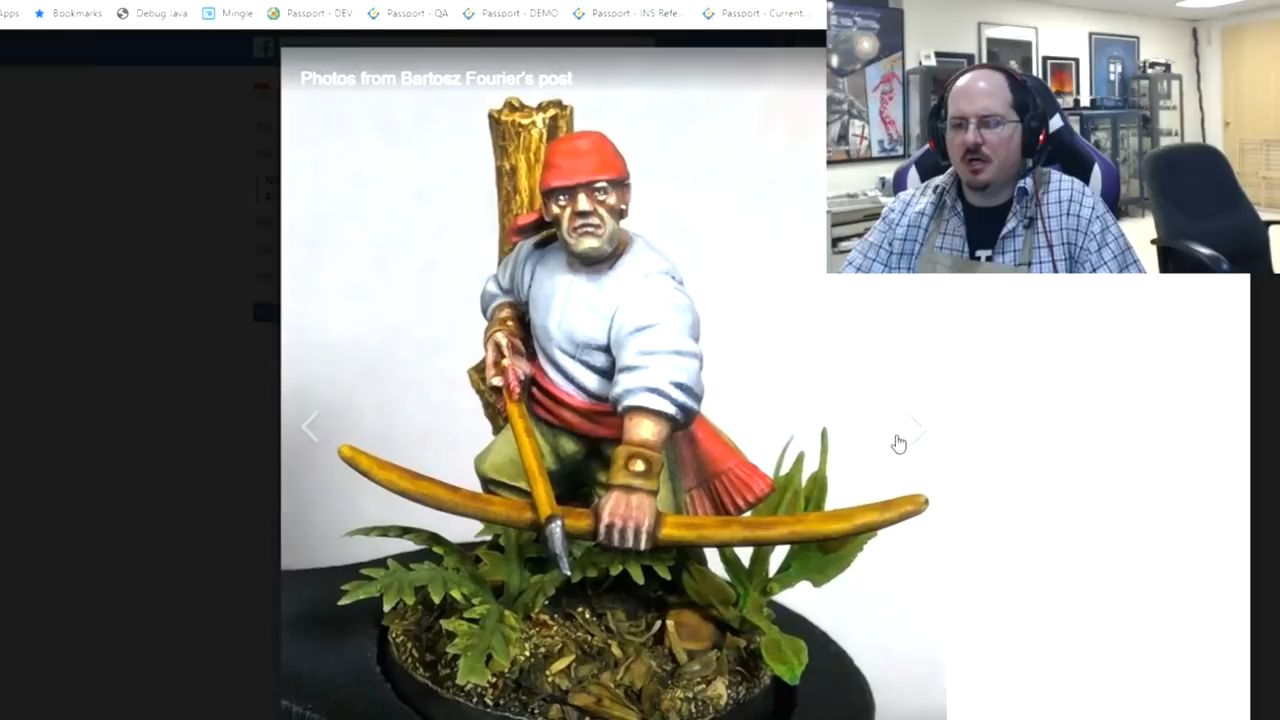 Apps
Bookmarks
Debug Java
Mingle
Passport - DEV
Passport - QA
Passport - DEMO
Passport - INS Refe...
Passport - Current...
Photos from Bartosz Fourier's post